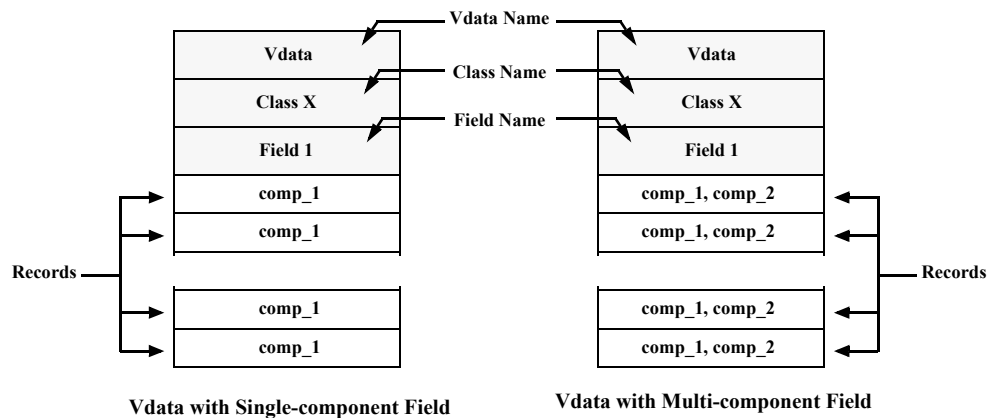 Vdata Name
Vdata
Vdata
Class Name
Class X
Class X
Field Name
Field 1
Field 1
comp_1
comp_1, comp_2
comp_1
comp_1, comp_2
Records
Records
comp_1
comp_1, comp_2
comp_1
comp_1, comp_2
Vdata with Single-component Field
Vdata with Multi-component Field